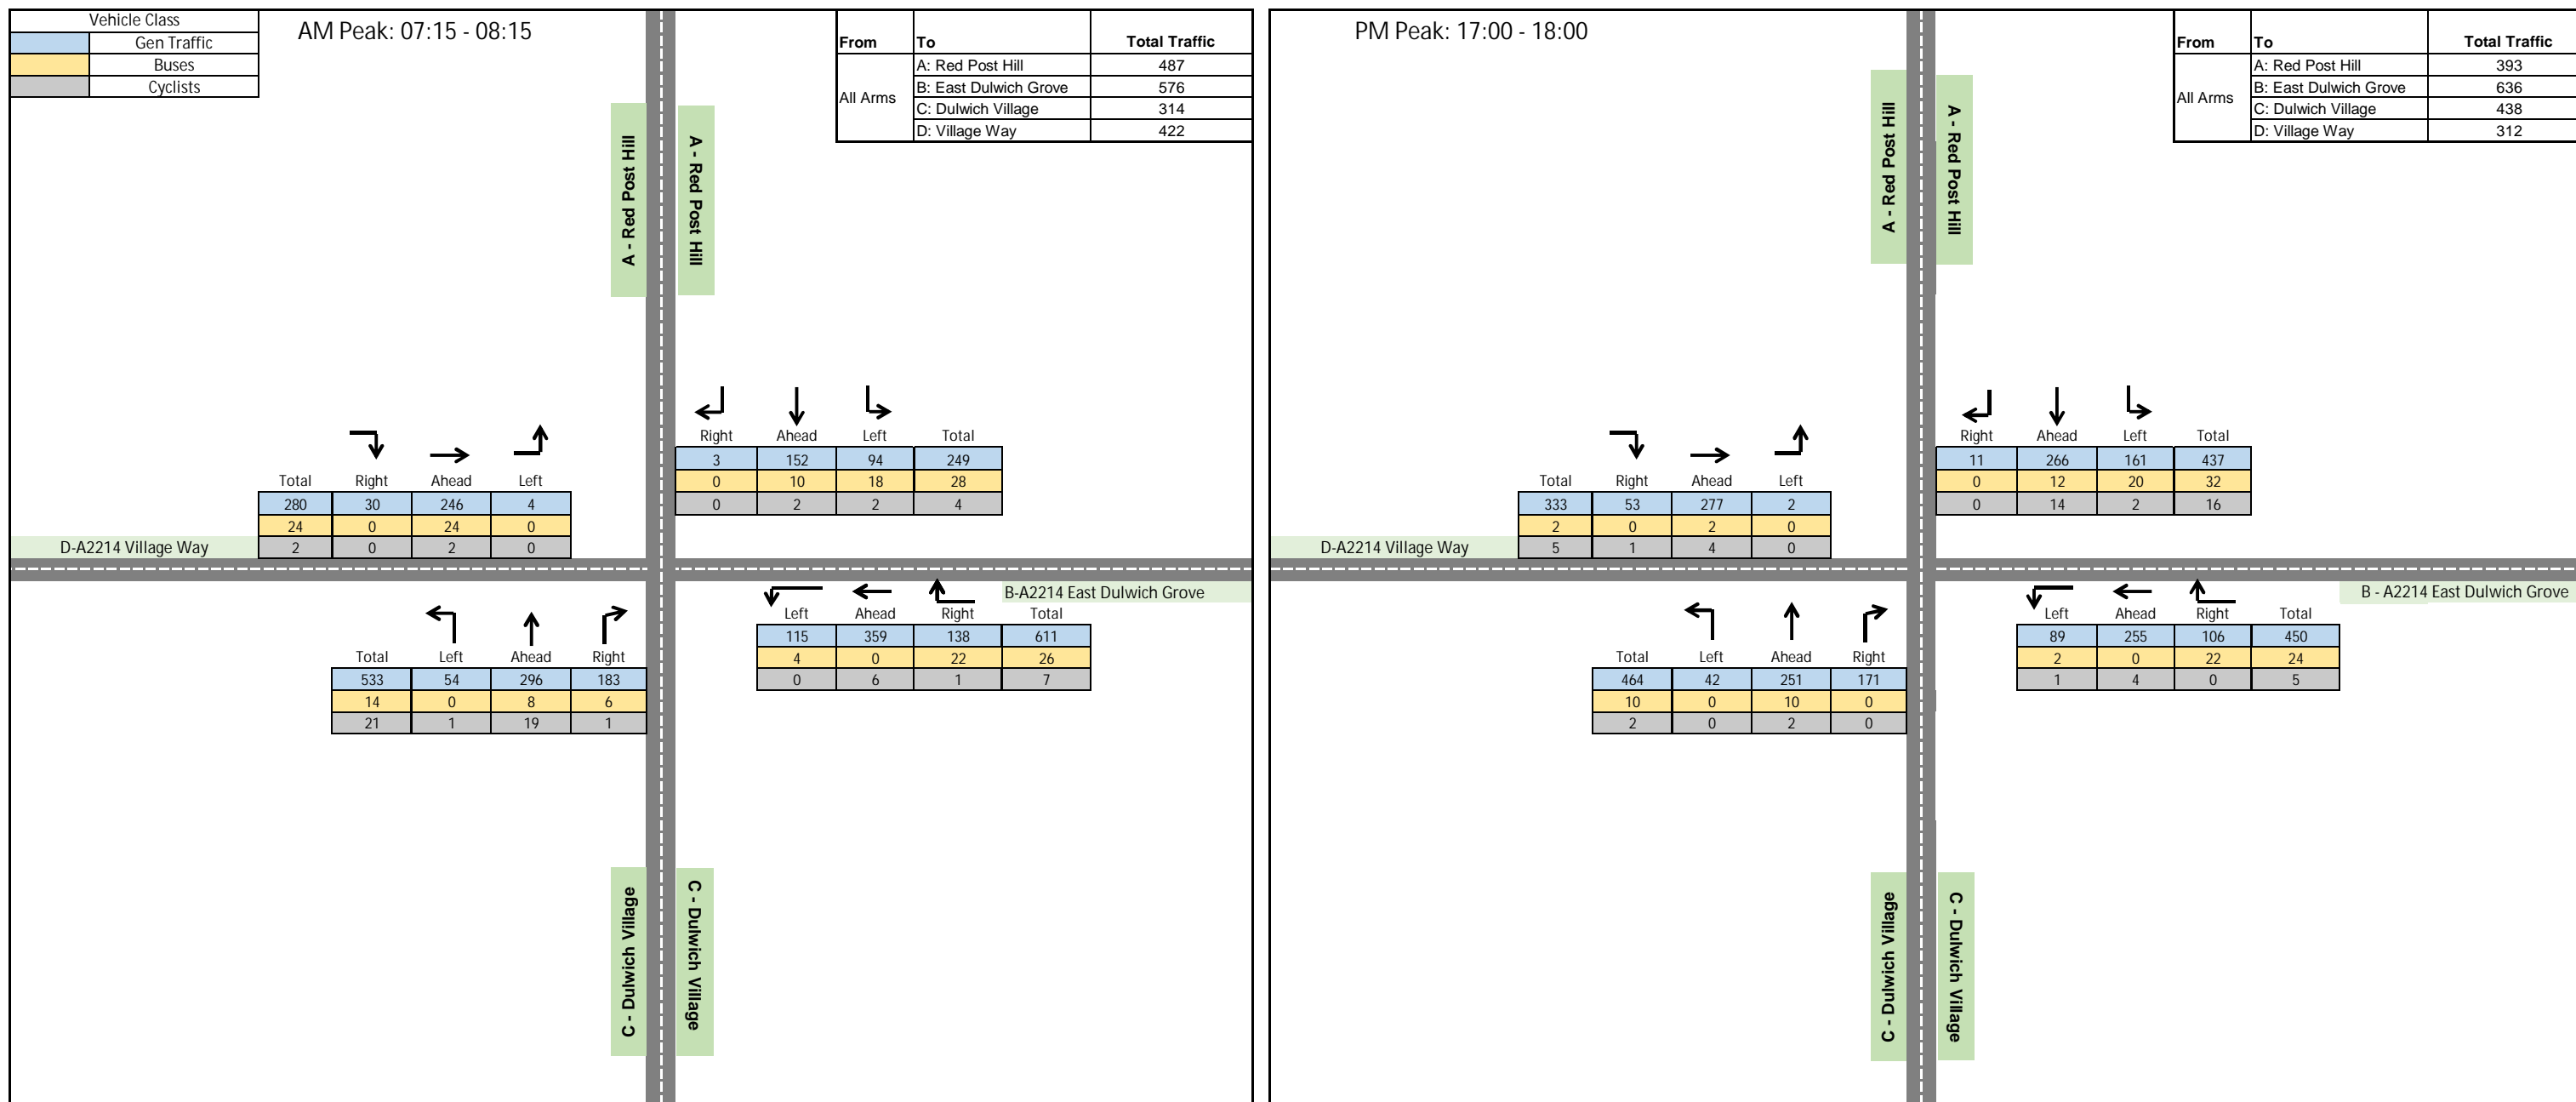 Vehicle Class
Gen Traffic
Buses
Cyclists
AM Peak: 07:15 - 08:15
From To Total Traffic
All Arms
A: Red Post Hill 487
B: East Dulwich Grove 576
C: Dulwich Village 314
D: Village Way 422
A - Red Post Hill
A - Red Post Hill
Right Ahead Left Total
3 152 94 249
0 10 18 28
0 2 2 4
Total Right Ahead Left
280 30 246 4
24 0 24 0
2 0 2 0
D-A2214 Village Way
B-A2214 East Dulwich Grove
Left Ahead Right Total
115 359 138 611
4 0 22 26
0 6 1 7
Total Left Ahead Right
533 54 296 183
14 0 8 6
21 1 19 1
C - Dulwich Village
C - Dulwich Village
PM Peak: 17:00 - 18:00
From To Total Traffic
All Arms
A: Red Post Hill 393
B: East Dulwich Grove 636
C: Dulwich Village 438
D: Village Way 312
A - Red Post Hill
A - Red Post Hill
Right Ahead Left Total
11 266 161 437
0 12 20 32
0 14 2 16
Total Right Ahead Left
333 53 277 2
2 0 2 0
5 1 4 0
D-A2214 Village Way
B - A2214 East Dulwich Grove
Left Ahead Right Total
89 255 106 450
2 0 22 24
1 4 0 5
Total Left Ahead Right
464 42 251 171
10 0 10 0
2 0 2 0
C - Dulwich Village
C - Dulwich Village